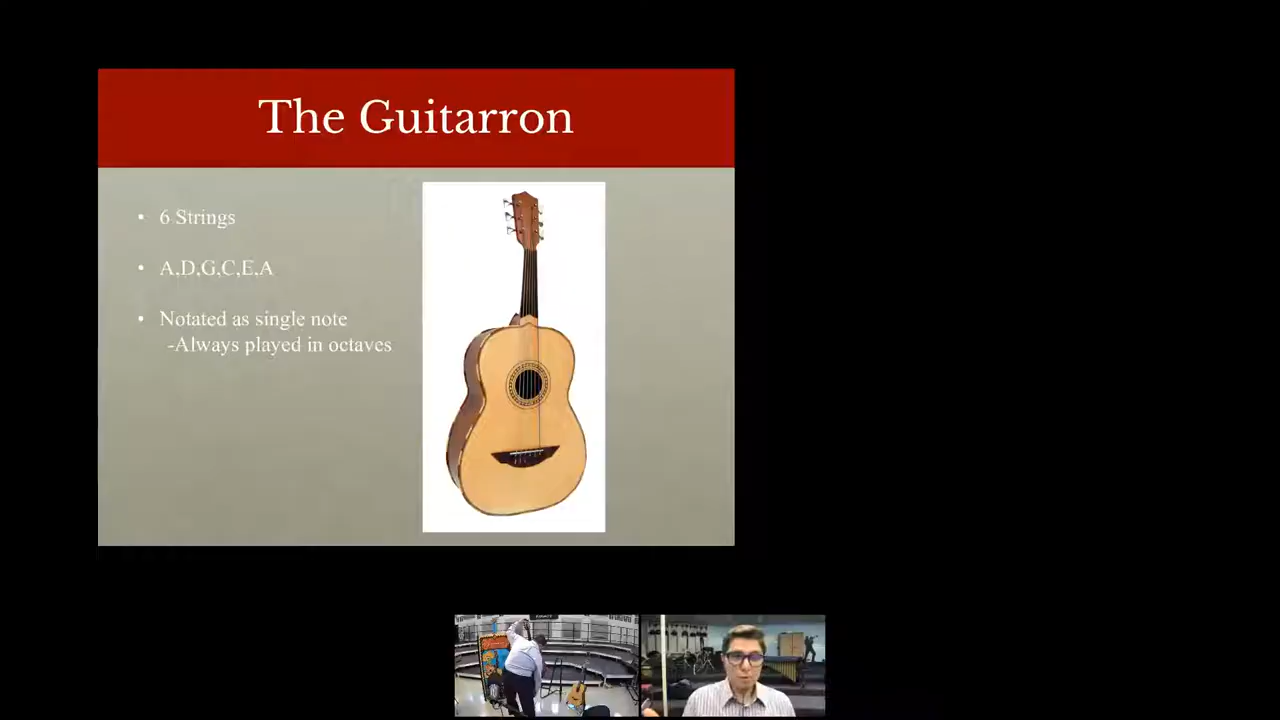 The Guitarron
• 6 Strings
• A,D,G,C,E,A
• Notated as single note
-Always played in octaves